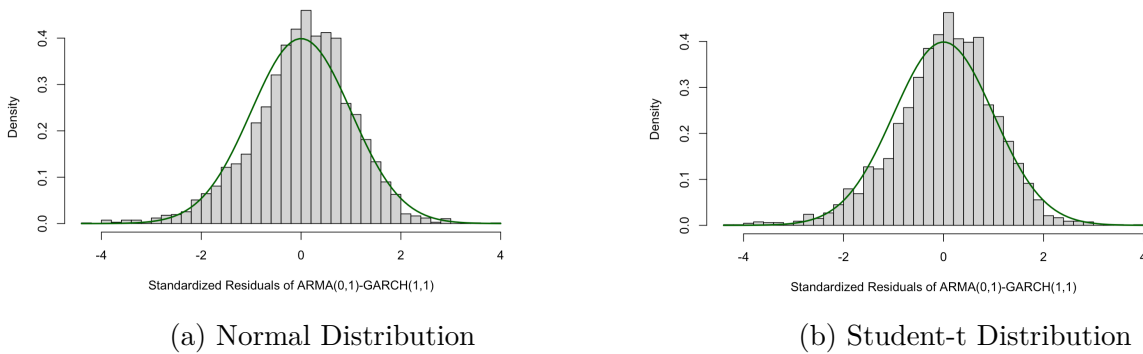 0.4
0.3
0.2
0.1
0.0
Density
-4 -2 0 2 4
Standardized Residuals of ARMA(0,1)-GARCH(1,1)
(a) Normal Distribution
0.4
0.3
0.2
0.1
0.0
Density
-4 -2 0 2 4
Standardized Residuals of ARMA(0,1)-GARCH(1,1)
(b) Student-t Distribution